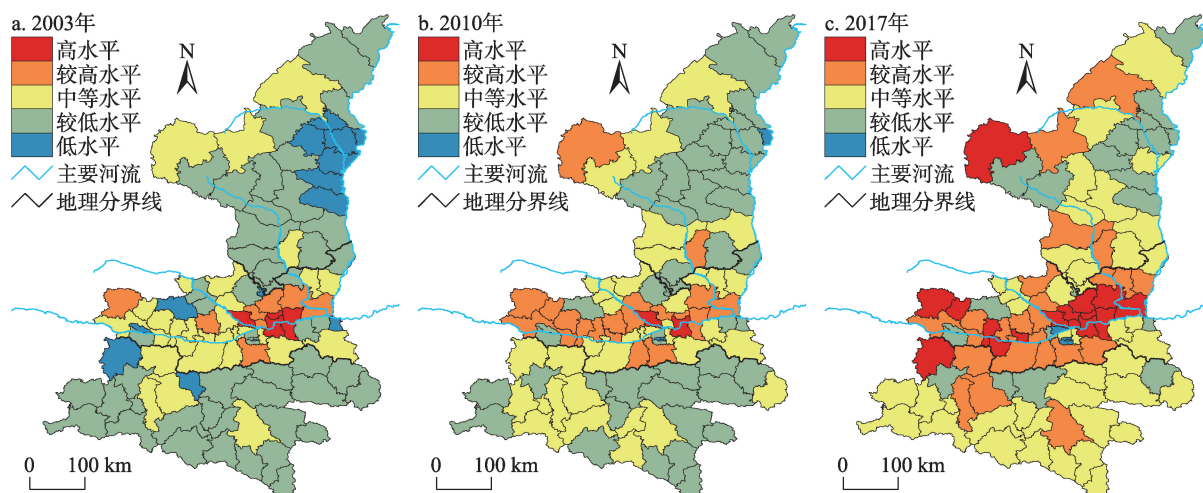 a. 2003年
高水平
较高水平
中等水平
较低水平
低水平
主要河流
地理分界线
N
0 100 km
b. 2010年
高水平
较高水平
中等水平
较低水平
低水平
主要河流
地理分界线
N
0 100 km
c. 2017年
高水平
较高水平
中等水平
较低水平
低水平
主要河流
地理分界线
N
0 100 km